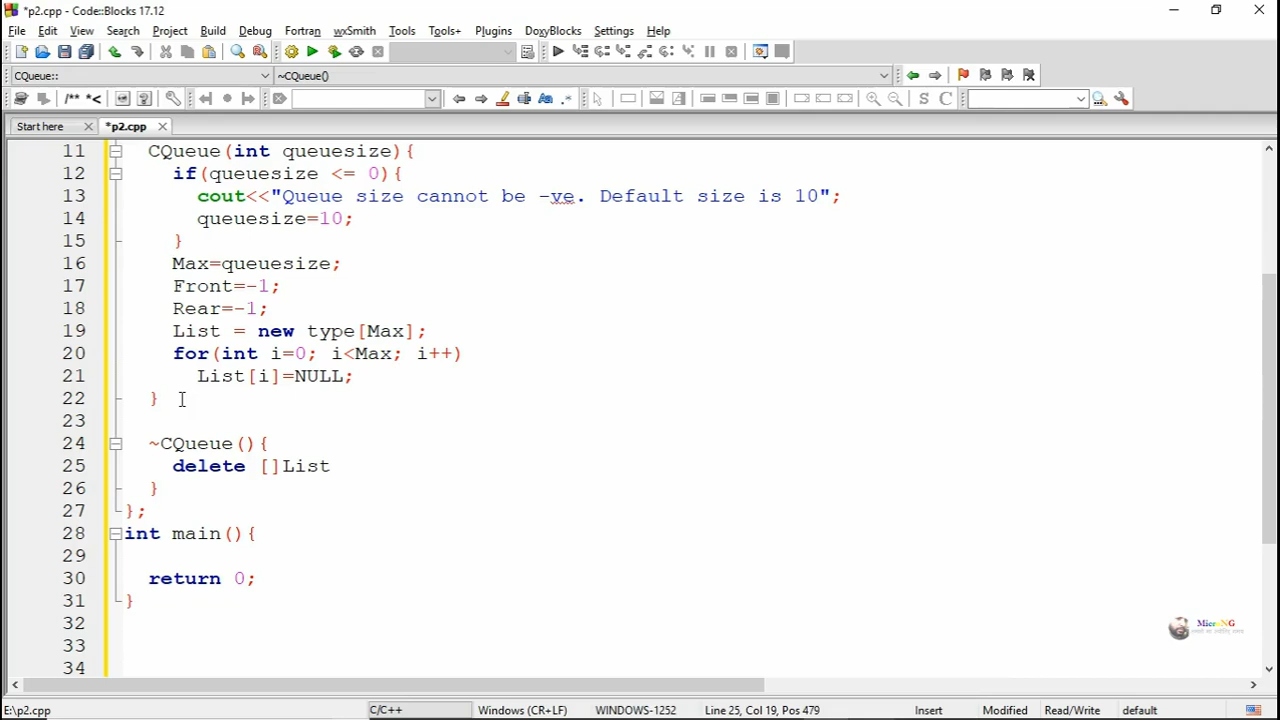 *p2.cpp - Code::Blocks 17.12
File Edit View Search Project Build Debug Fortran wxSmith Tools Tools+ Plugins DoxyBlocks Settings Help
CQueue:: ~CQueue()
/** *<
Start here *p2.cpp
11 CQueue(int queuesize){
12 if(queuesize <= 0){
13 cout<<"Queue size cannot be -ve. Default size is 10";
14 queuesize=10;
15 }
16 Max=queuesize;
17 Front=-1;
18 Rear=-1;
19 List = new type[Max];
20 for(int i=0; i<Max; i++)
21 List[i]=NULL;
22 }
23
24 ~CQueue(){
25 delete []List
26 }
27 };
28 int main(){
29
30 return 0;
31 }
32
33
34
MicroNG
E:\p2.cpp C/C++ Windows (CR+LF) WINDOWS-1252 Line 25, Col 19, Pos 479 Insert Modified Read/Write default